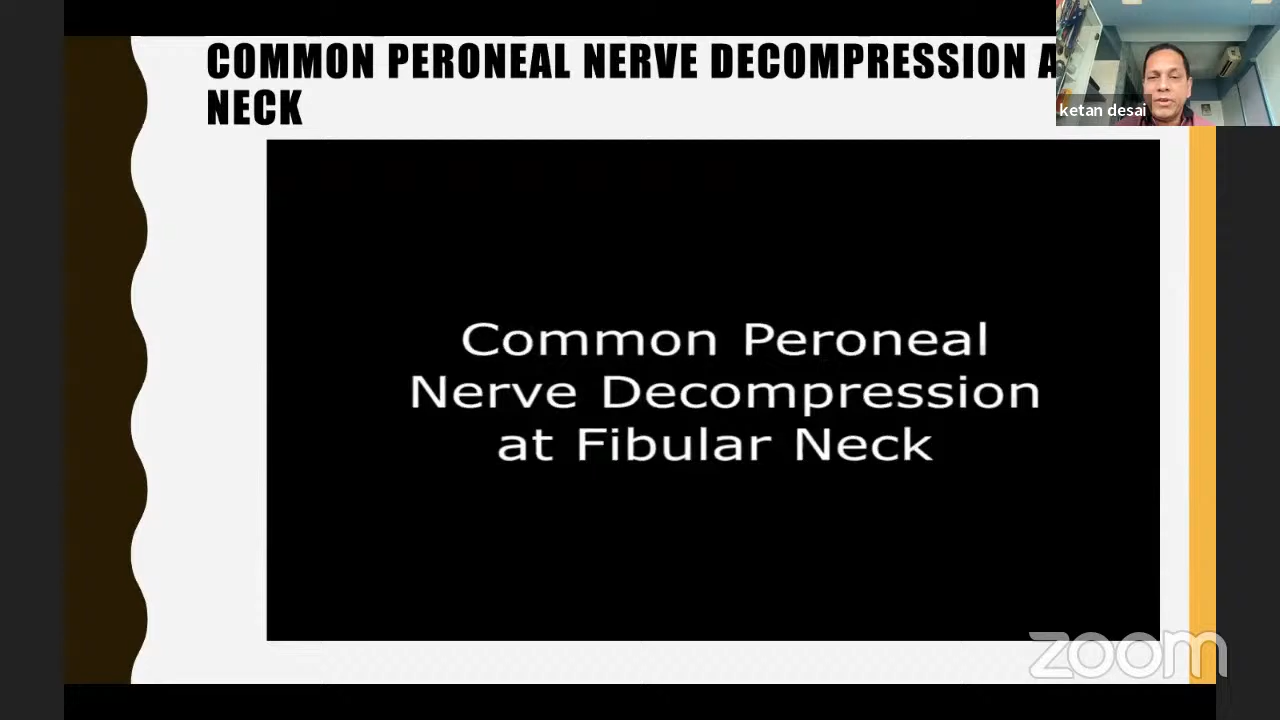 COMMON PERONEAL NERVE DECOMPRESSION A
NECK
ketan desai
Common Peroneal
Nerve Decompression
at Fibular Neck
zoom